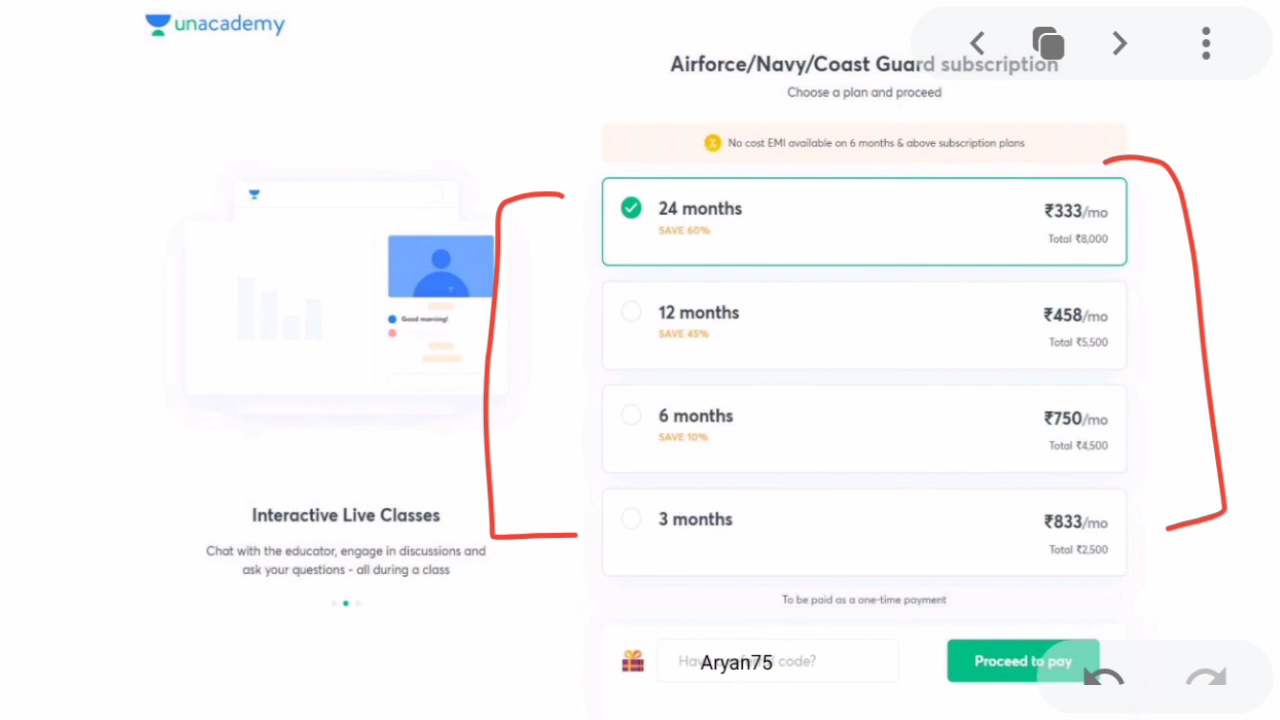 unacademy
Airforce/Navy/Coast Guard subscription
Choose a plan and proceed
No cost EMI available on 6 months & above subscription plans
24 months
₹333/mo
SAVE 60%
Total ₹8,000
12 months
₹458/mo
SAVE 45%
Total ₹5,500
6 months
₹750/mo
SAVE 10%
Total ₹4,500
3 months
₹833/mo
Total ₹2,500
To be paid as a one-time payment
Good morning!
Interactive Live Classes
Chat with the educator, engage in discussions and
ask your questions - all during a class
Aryan75
code?
Proceed to pay